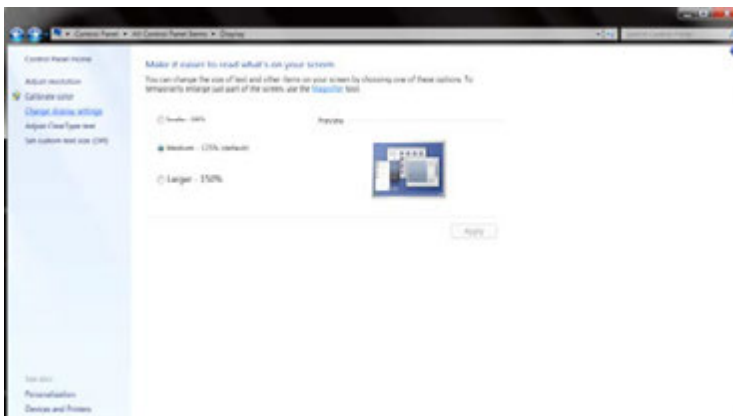 Control Panel ▸ All Control Panel Items ▸ Display
Control Panel Home
Adjust resolution
Calibrate color
Change display settings
Adjust ClearType text
Set custom text size (DPI)
Make it easier to read what's on your screen
You can change the size of text and other items on your screen by choosing one of these options. To
temporarily enlarge just part of the screen, use the Magnifier tool.
Smaller - 100%
Medium - 125% (default)
Larger - 150%
Preview
Apply
See also
Personalization
Devices and Printers